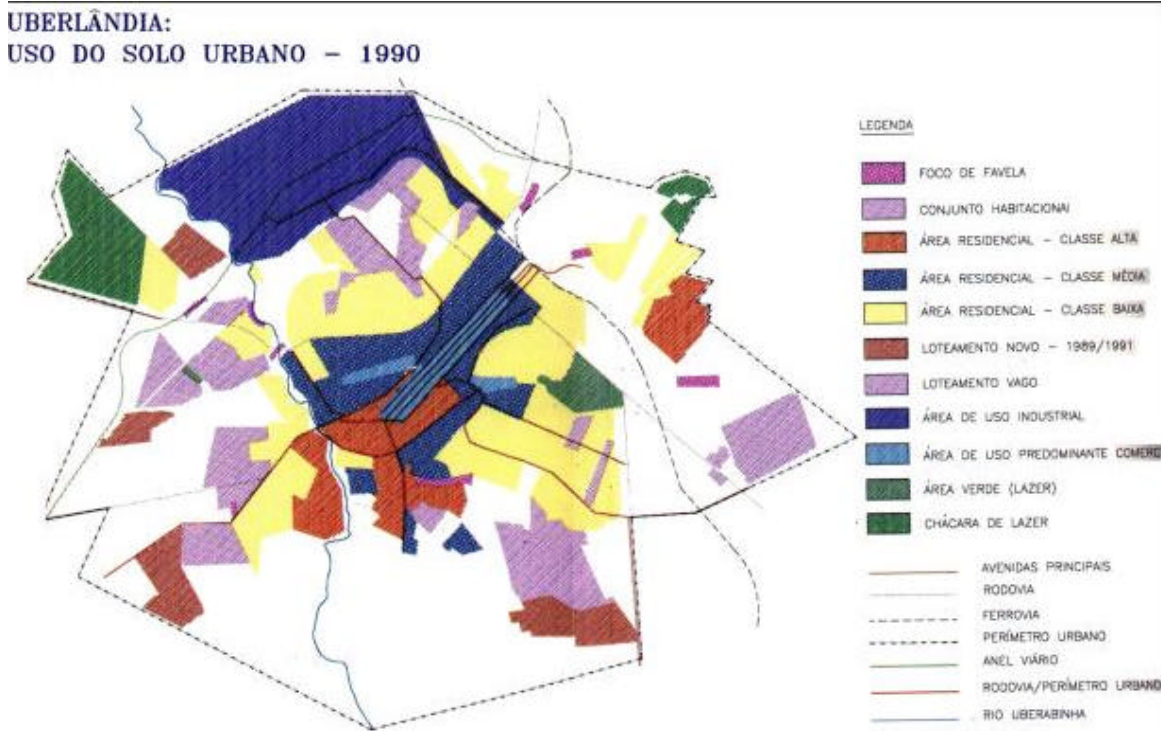 UBERLÂNDIA:
USO DO SOLO URBANO - 1990
LEGENDA
FOCO DE FAVELA
CONJUNTO HABITACIONAl
ÁREA RESIDENCIAL - CLASSE ALTA
ÁREA RESIDENCIAL - CLASSE MÉDIA
ÁREA RESIDENCIAL - CLASSE BAIXA
LOTEAMENTO NOVO - 1989/1991
LOTEAMENTO VAGO
ÁREA DE USO INDUSTRIAL
ÁREA DE USO PREDOMINANTE COMERC
ÁREA VERDE (LAZER)
CHÁCARA DE LAZER
AVENIDAS PRINCIPAIS
RODOVIA
FERROVIA
PERÍMETRO URBANO
ANEL VIÁRIO
RODOVIA/PERÍMETRO URBANO
RIO UBERABINHA